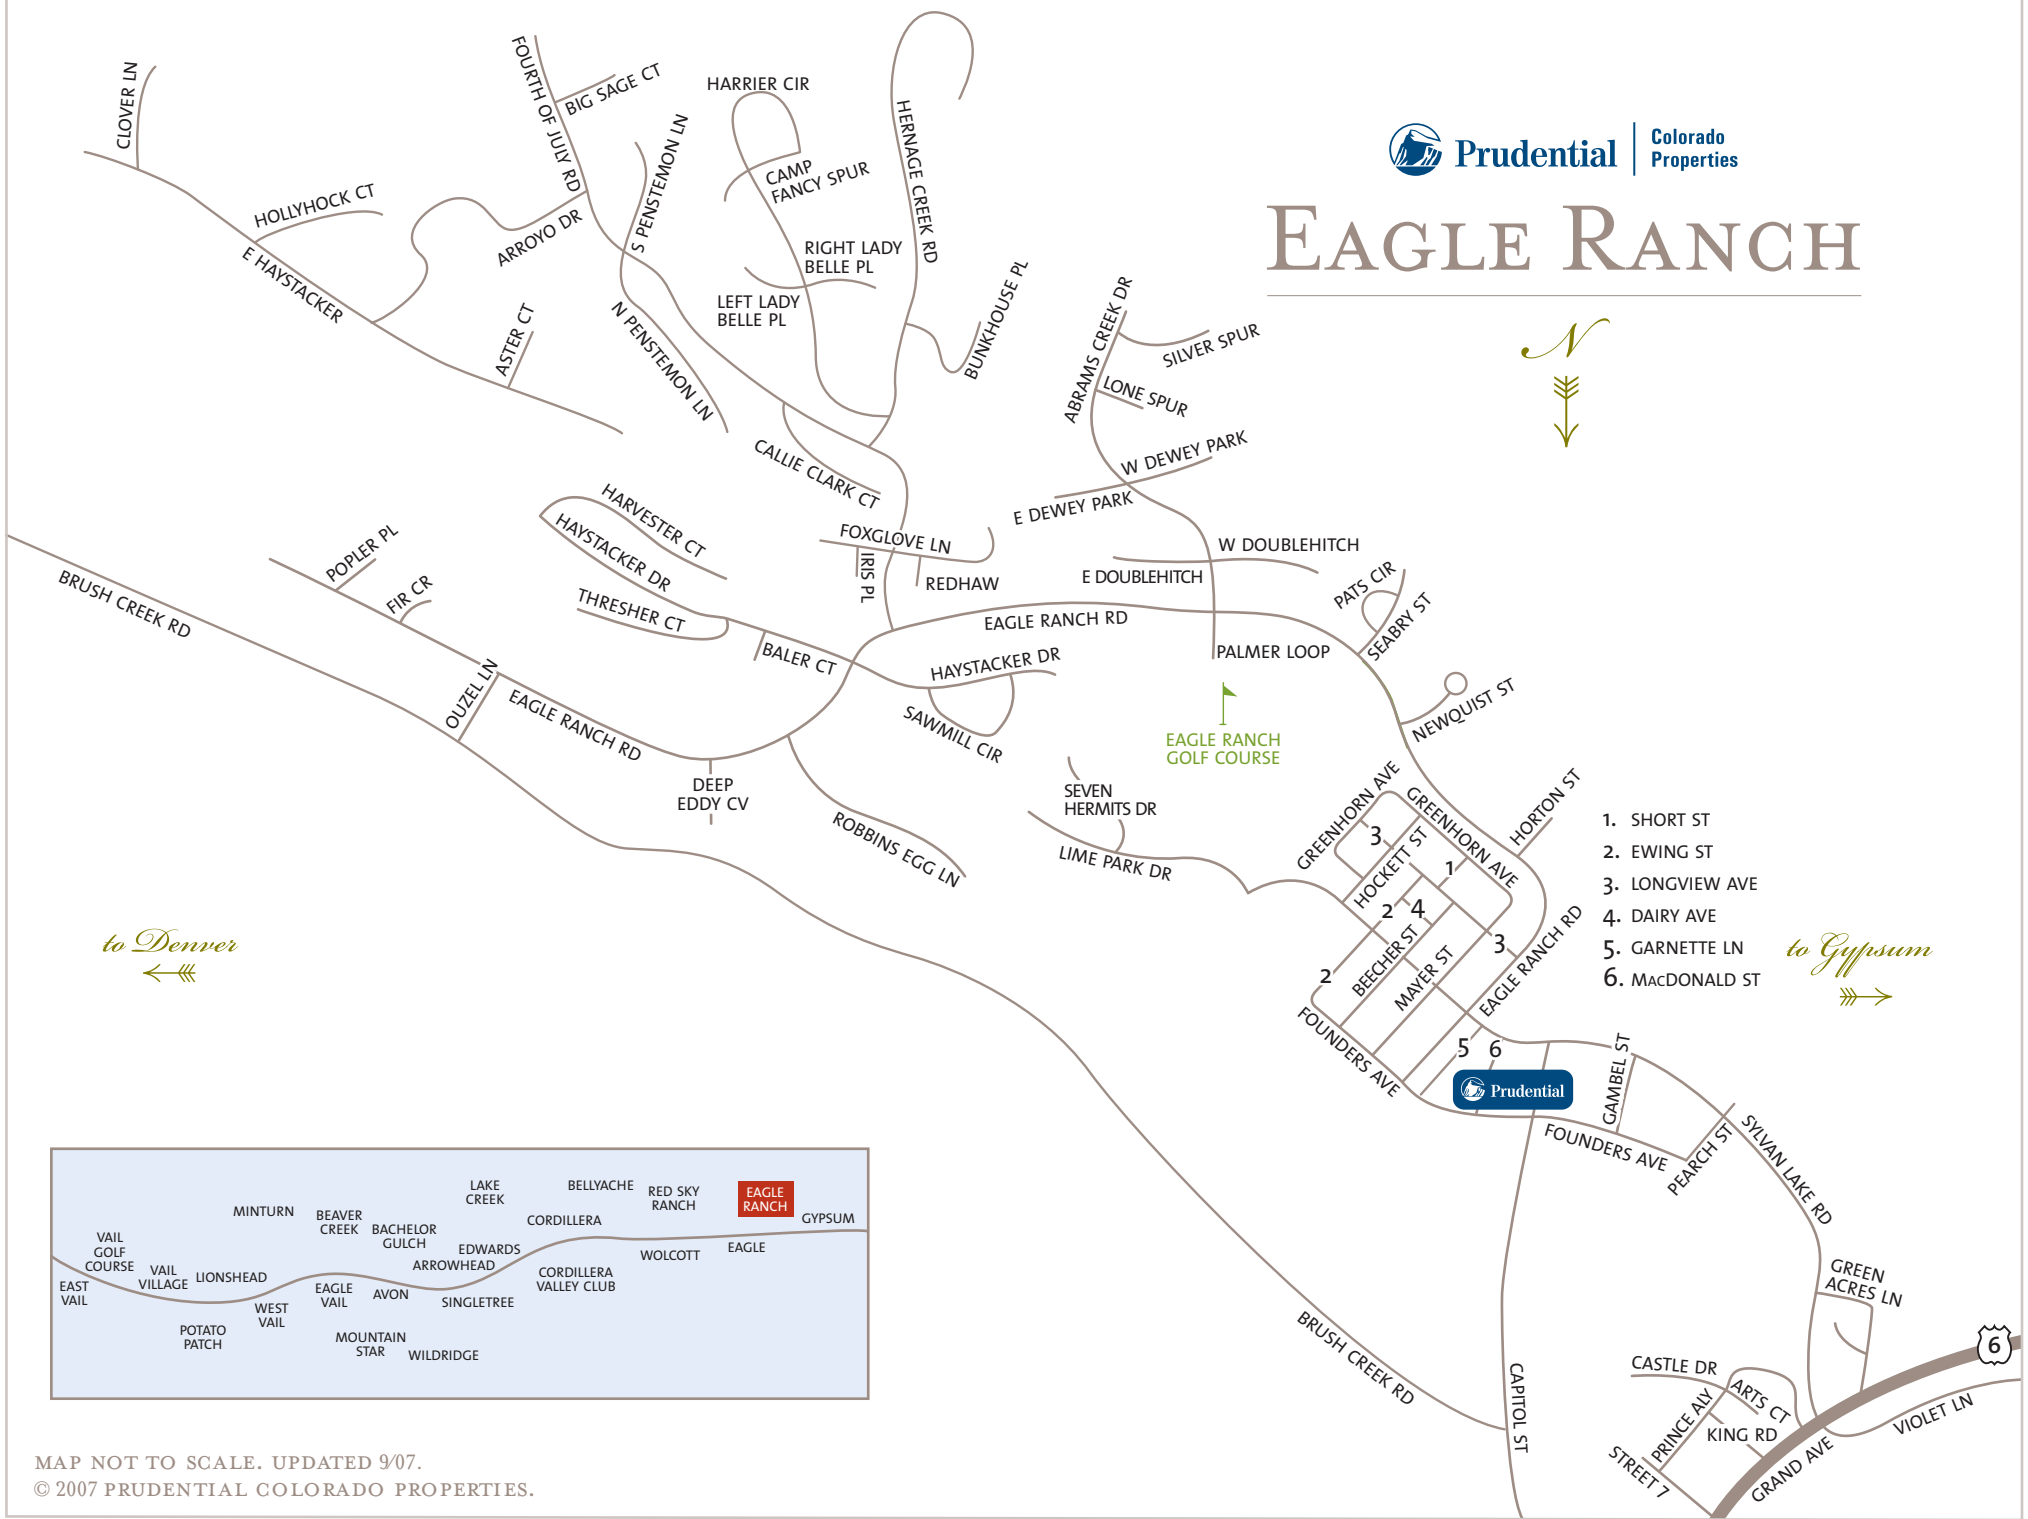 Prudential
Colorado
Properties
EAGLE RANCH
N
CLOVER LN
FOURTH OF JULY RD
BIG SAGE CT
HARRIER CIR
HERNAGE CREEK RD
S PENSTEMON LN
CAMP
FANCY SPUR
HOLLYHOCK CT
ARROYO DR
E HAYSTACKER
RIGHT LADY
BELLE PL
LEFT LADY
BELLE PL
BUNKHOUSE PL
ABRAMS CREEK DR
SILVER SPUR
LONE SPUR
ASTER CT
N PENSTEMON LN
CALLIE CLARK CT
W DEWEY PARK
E DEWEY PARK
HARVESTER CT
HAYSTACKER DR
THRESHER CT
FOXGLOVE LN
IRIS PL
REDHAW
W DOUBLEHITCH
E DOUBLEHITCH
PATS CIR
SEABRY ST
POPLER PL
FIR CR
BRUSH CREEK RD
EAGLE RANCH RD
PALMER LOOP
BALER CT
HAYSTACKER DR
SAWMILL CIR
OUZEL LN
EAGLE RANCH RD
NEWQUIST ST
EAGLE RANCH
GOLF COURSE
DEEP
EDDY CV
ROBBINS EGG LN
SEVEN
HERMITS DR
LIME PARK DR
GREENHORN AVE
GREENHORN AVE
HORTON ST
3
HOCKETT ST
1
2
4
BEECHER ST
MAYER ST
3
2
EAGLE RANCH RD
FOUNDERS AVE
5
6
Prudential
1. SHORT ST
2. EWING ST
3. LONGVIEW AVE
4. DAIRY AVE
5. GARNETTE LN
6. MACDONALD ST
to Denver
to Gypsum
GAMBEL ST
FOUNDERS AVE
PEARCH ST
SYLVAN LAKE RD
GREEN
ACRES LN
6
BRUSH CREEK RD
CAPITOL ST
CASTLE DR
ARTS CT
PRINCE ALY
KING RD
STREET 7
GRAND AVE
VIOLET LN
LAKE
CREEK
BELLYACHE
RED SKY
RANCH
EAGLE
RANCH
MINTURN
BEAVER
CREEK
BACHELOR
GULCH
CORDILLERA
GYPSUM
VAIL
GOLF
COURSE
EDWARDS
ARROWHEAD
WOLCOTT
EAGLE
EAST
VAIL
VAIL
VILLAGE
LIONSHEAD
WEST
VAIL
EAGLE
VAIL
AVON
SINGLETREE
CORDILLERA
VALLEY CLUB
POTATO
PATCH
MOUNTAIN
STAR
WILDRIDGE
MAP NOT TO SCALE. UPDATED 9/07.
© 2007 PRUDENTIAL COLORADO PROPERTIES.